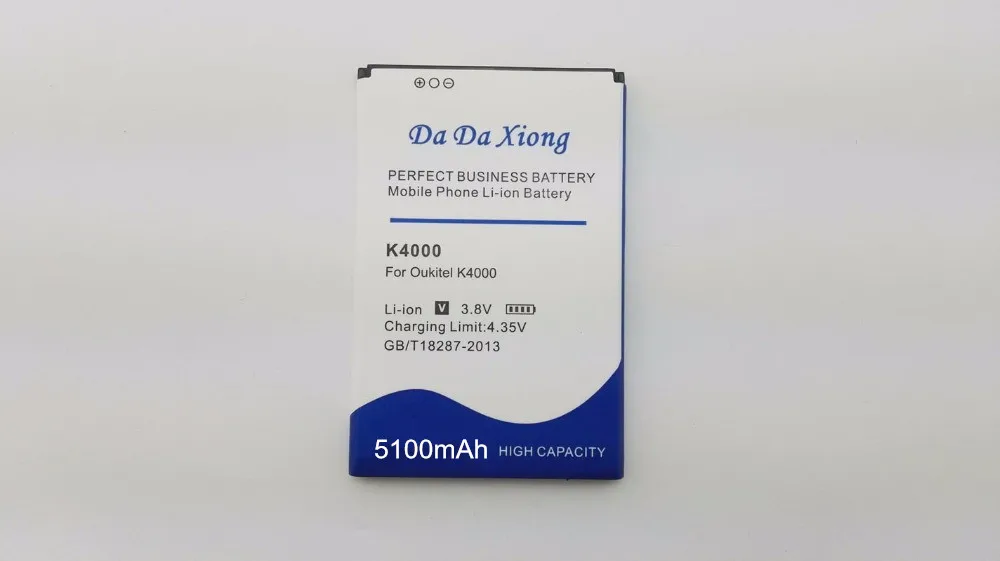 Da Da Xiong
PERFECT BUSINESS BATTERY
Mobile Phone Li-ion Battery
K4000
For Oukitel K4000
Li-ion V 3.8V
Charging Limit:4.35V
GB/T18287-2013
5100mAh HIGH CAPACITY